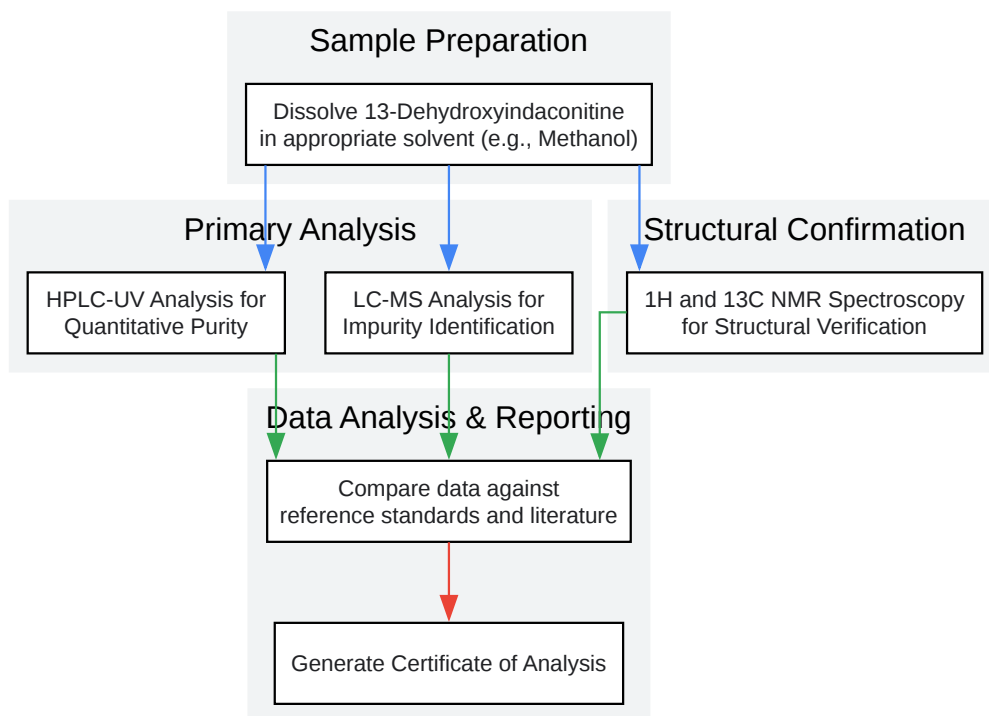 Sample Preparation
Dissolve 13-Dehydroxyindaconitine
in appropriate solvent (e.g., Methanol)
Primary Analysis
Structural Confirmation
HPLC-UV Analysis for
Quantitative Purity
LC-MS Analysis for
Impurity Identification
1H and 13C NMR Spectroscopy
for Structural Verification
Data Analysis & Reporting
Compare data against
reference standards and literature
Generate Certificate of Analysis